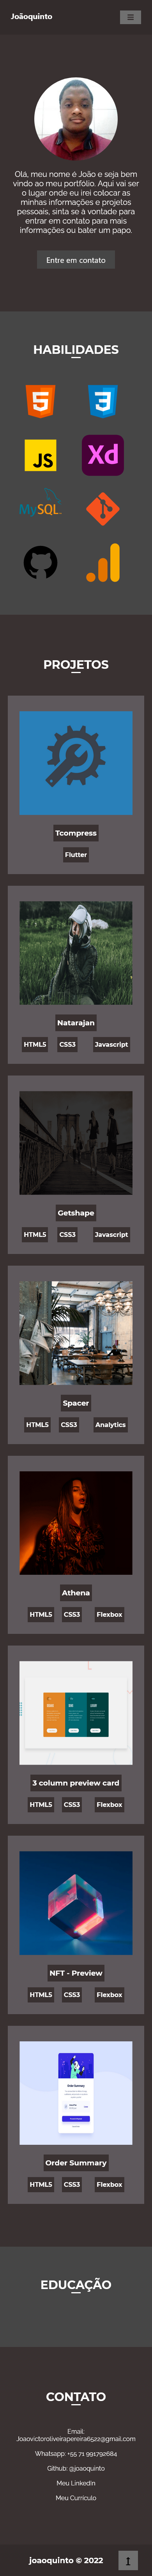 Joãoquinto
Olá, meu nome é João e seja bem
vindo ao meu portfólio. Aqui vai ser
o lugar onde eu irei colocar as
minhas informações e projetos
pessoais, sinta se à vontade para
entrar em contato para mais
informações ou bater um papo.
Entre em contato
HABILIDADES
JS
Xd
MySQL
PROJETOS
Tcompress
Flutter
Natarajan
HTML5 CSS3 Javascript
Getshape
HTML5 CSS3 Javascript
Spacer
HTML5 CSS3 Analytics
Athena
HTML5 CSS3 Flexbox
3 column preview card
HTML5 CSS3 Flexbox
NFT - Preview
HTML5 CSS3 Flexbox
Order Summary
HTML5 CSS3 Flexbox
EDUCAÇÃO
CONTATO
Email:
Joaovictoroliveirapereira6522@gmail.com
Whatsapp: +55 71 991792684
Github: @joaoquinto
Meu LinkedIn
Meu Currículo
joaoquinto © 2022